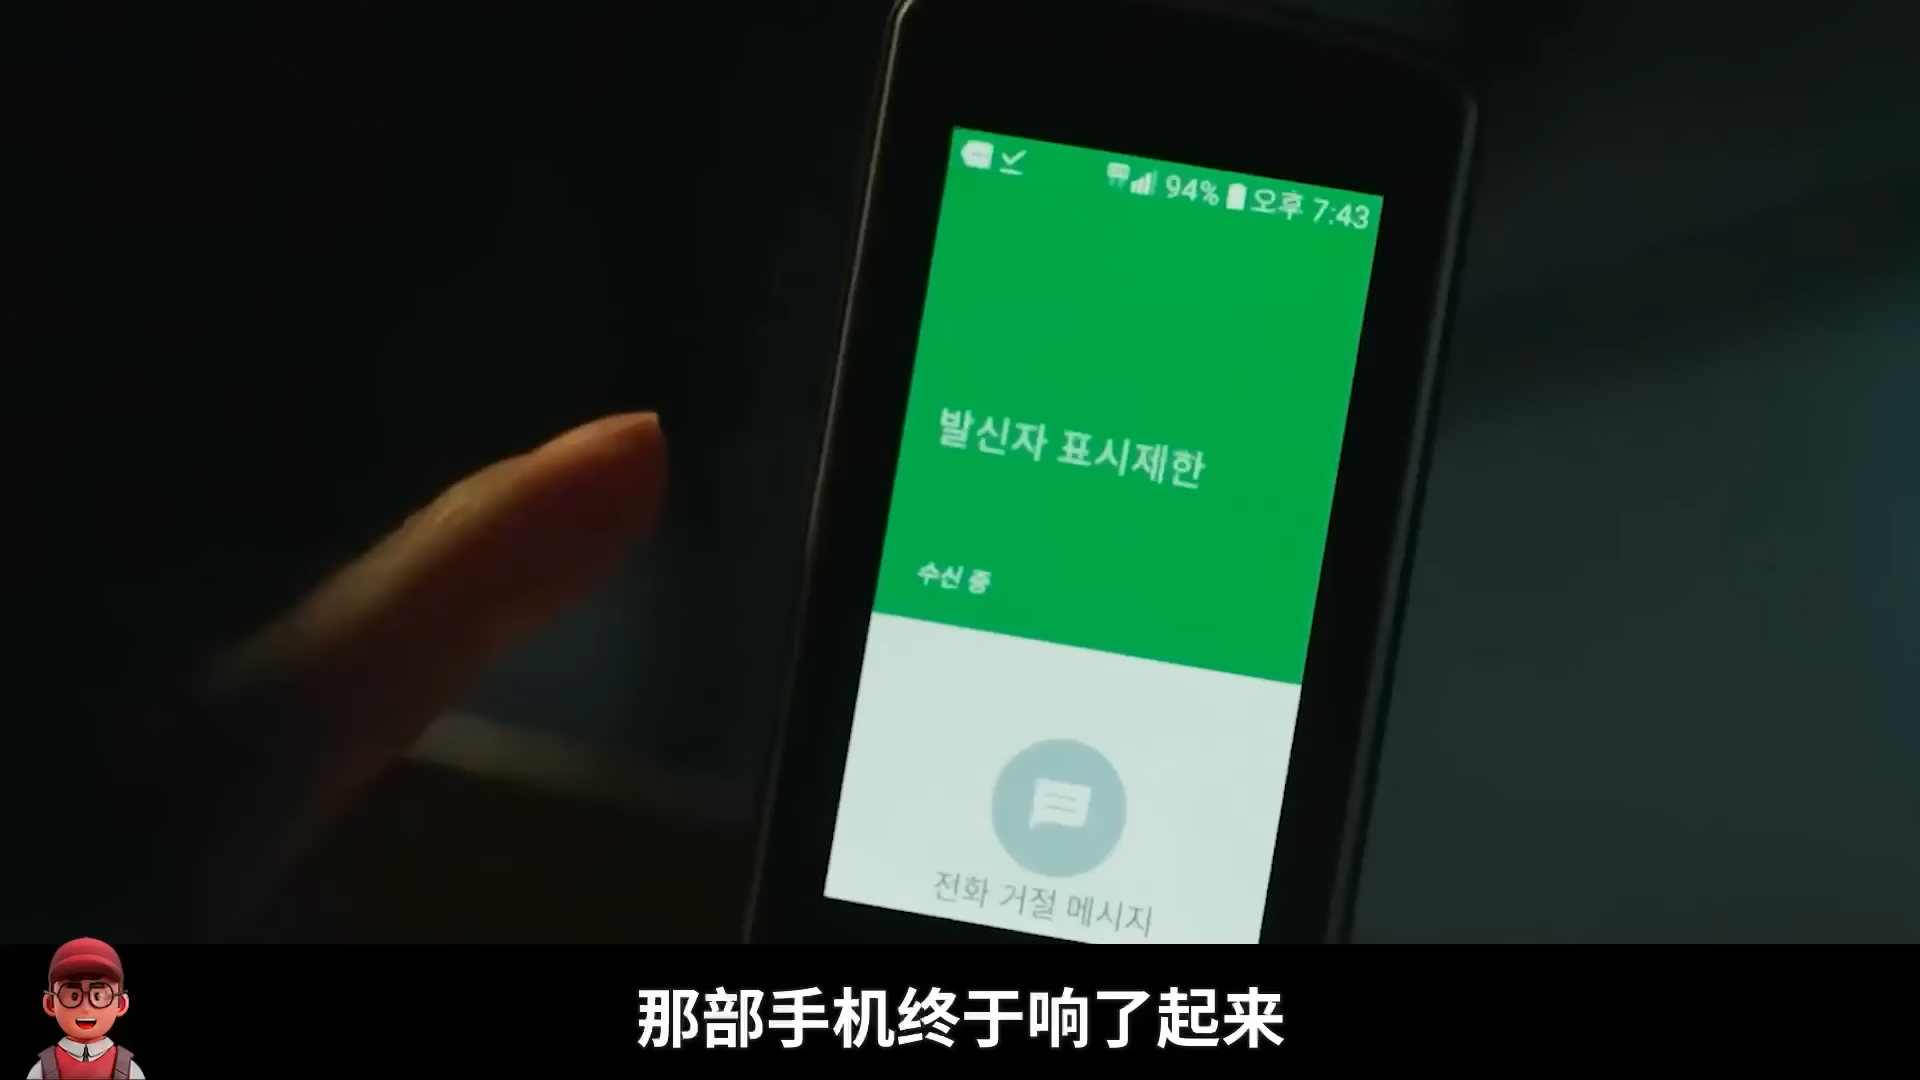 94% 오후 7:43
발신자 표시제한
수신 중
전화 거절 메시지
那部手机终于响了起来